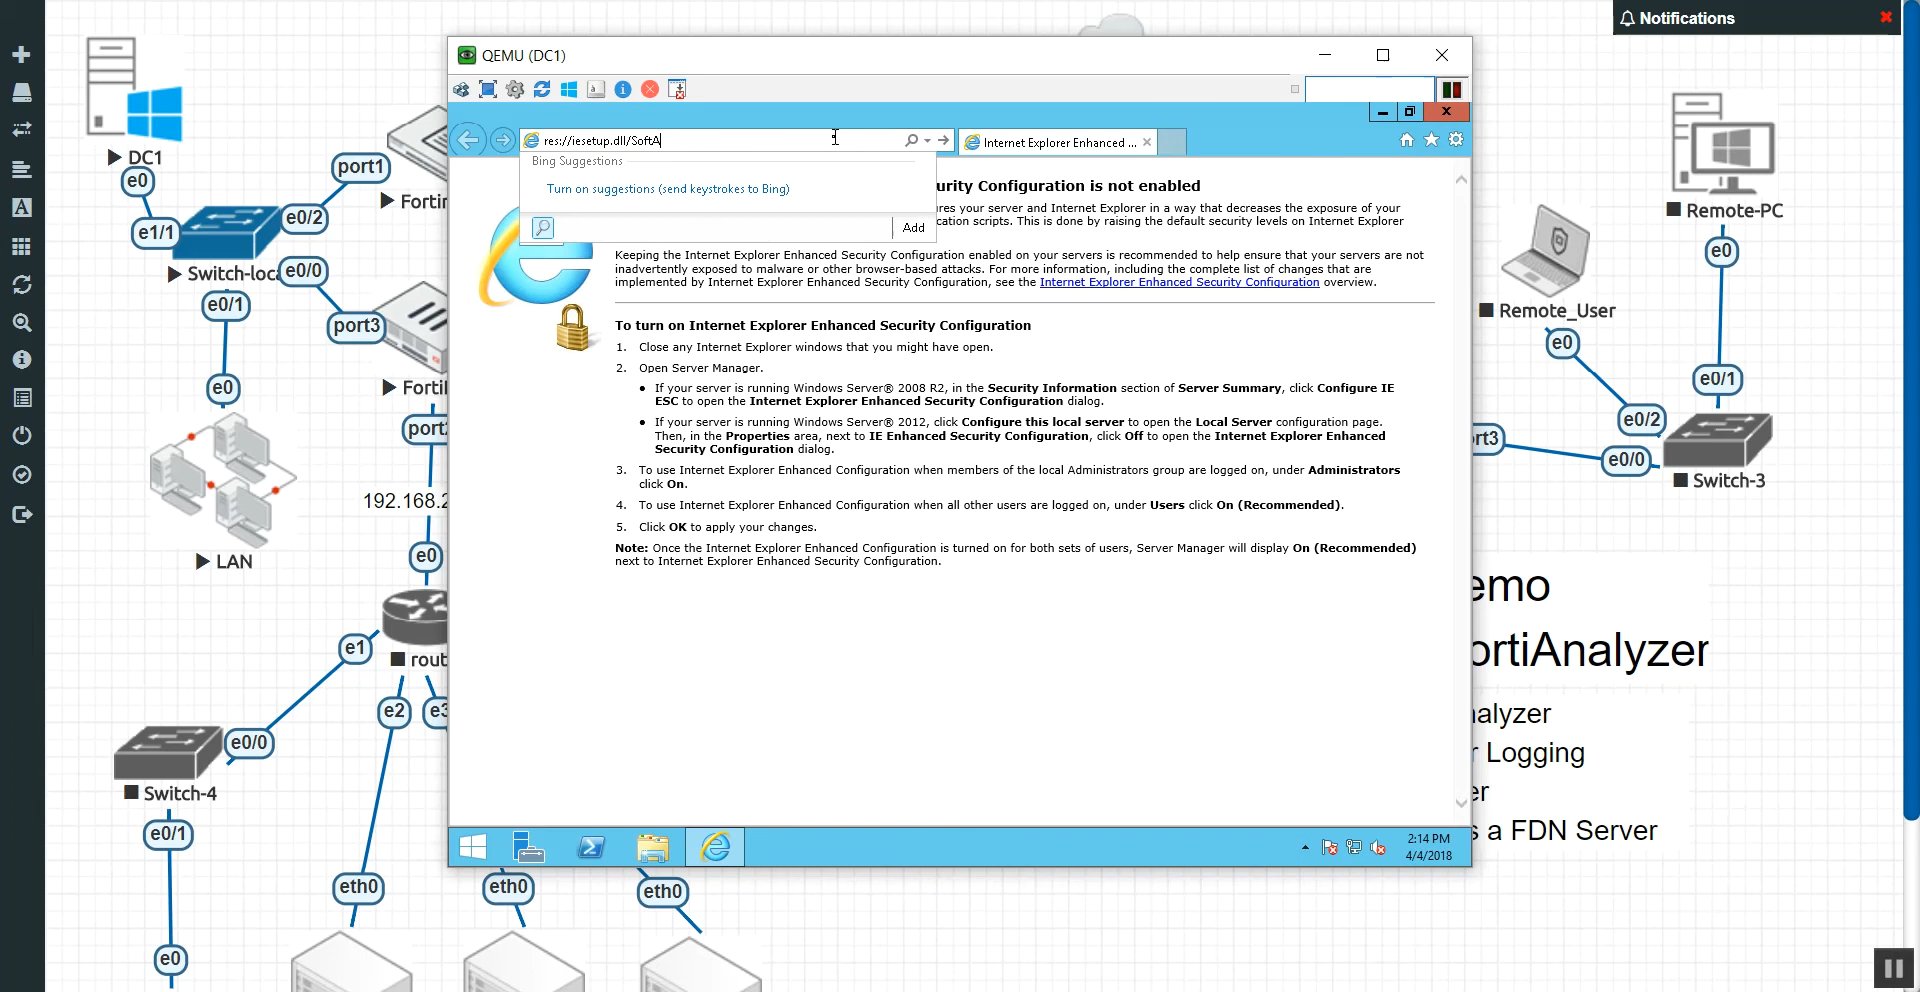 Notifications
QEMU (DC1)
res://iesetup.dll/SoftA
Internet Explorer Enhanced ...
Bing Suggestions
Turn on suggestions (send keystrokes to Bing)
Add
urity Configuration is not enabled
res your server and Internet Explorer in a way that decreases the exposure of your
cation scripts. This is done by raising the default security levels on Internet Explorer
Keeping the Internet Explorer Enhanced Security Configuration enabled on your servers is recommended to help ensure that your servers are not
inadvertently exposed to malware or other browser-based attacks. For more information, including the complete list of changes that are
implemented by Internet Explorer Enhanced Security Configuration, see the Internet Explorer Enhanced Security Configuration overview.
To turn on Internet Explorer Enhanced Security Configuration
1. Close any Internet Explorer windows that you might have open.
2. Open Server Manager.
• If your server is running Windows Server® 2008 R2, in the Security Information section of Server Summary, click Configure IE
ESC to open the Internet Explorer Enhanced Security Configuration dialog.
• If your server is running Windows Server® 2012, click Configure this local server to open the Local Server configuration page.
Then, in the Properties area, next to IE Enhanced Security Configuration, click Off to open the Internet Explorer Enhanced
Security Configuration dialog.
3. To use Internet Explorer Enhanced Configuration when members of the local Administrators group are logged on, under Administrators
click On.
4. To use Internet Explorer Enhanced Configuration when all other users are logged on, under Users click On (Recommended).
5. Click OK to apply your changes.
Note: Once the Internet Explorer Enhanced Configuration is turned on for both sets of users, Server Manager will display On (Recommended)
next to Internet Explorer Enhanced Security Configuration.
2:14 PM
4/4/2018
DC1
e0
port1
e1/1
e0/2
Fortin
Switch-loca
e0/0
e0/1
port3
e0
Forti
port2
192.168.2
LAN
e0
e1
rout
e2
e3
e0/0
Switch-4
e0/1
eth0
eth0
eth0
e0
Remote-PC
e0
Remote_User
e0
e0/1
e0/2
rt3
e0/0
Switch-3
emo
ortiAnalyzer
alyzer
r Logging
er
s a FDN Server